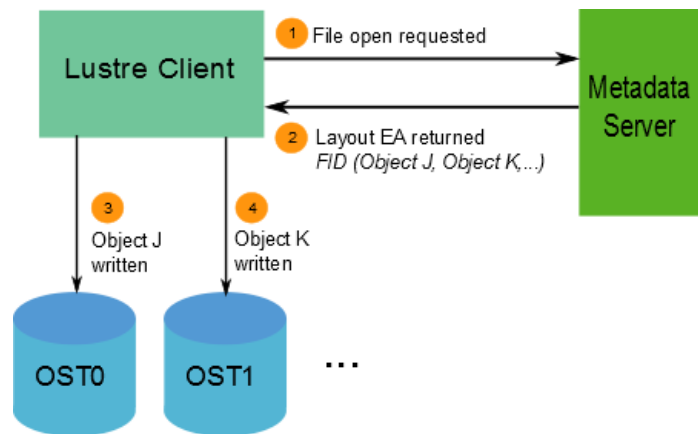 Lustre Client
1
File open requested
Metadata
Server
2
Layout EA returned
FID (Object J, Object K,...)
3
Object J
written
4
Object K
written
OST0
OST1
...